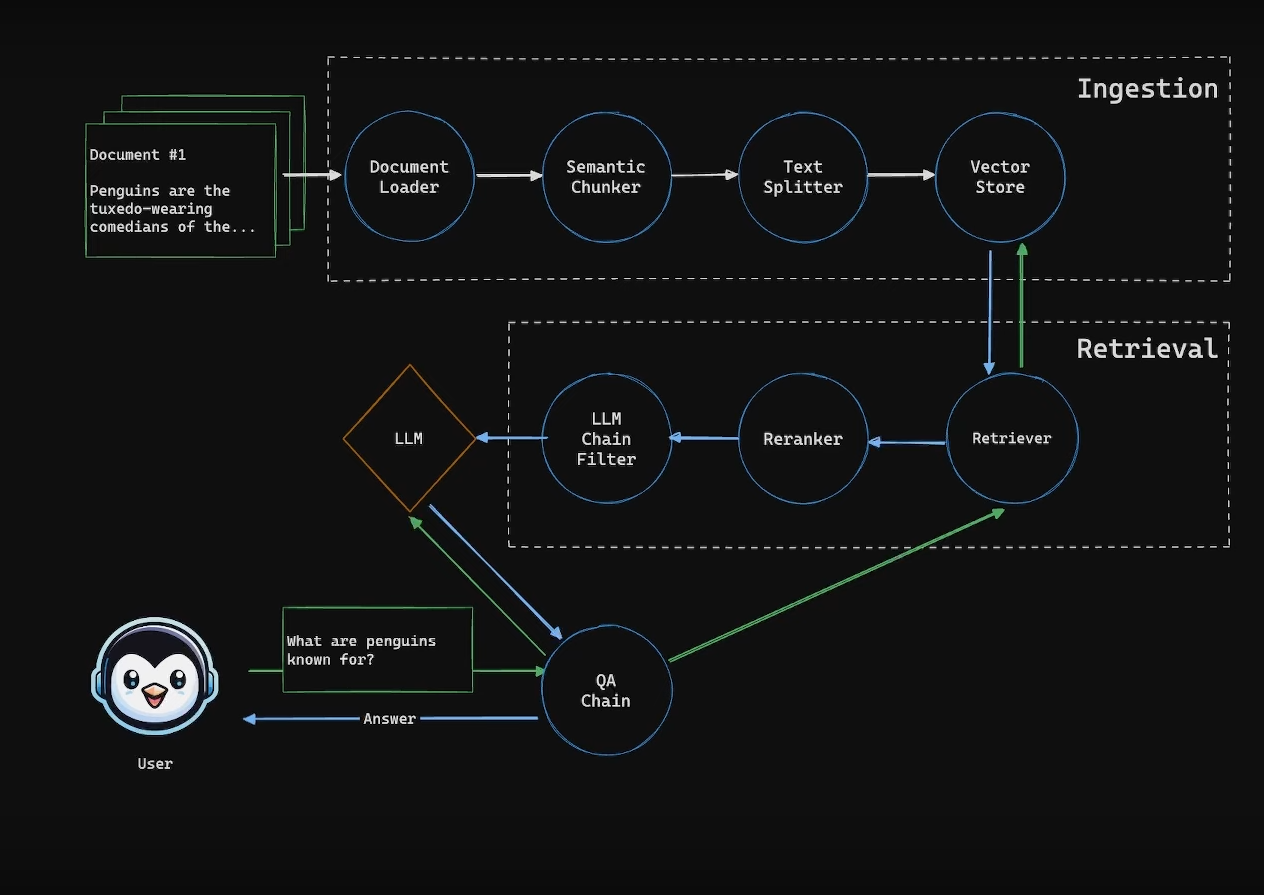 Ingestion
Document #1
Penguins are the
tuxedo-wearing
comedians of the...
Document
Loader
Semantic
Chunker
Text
Splitter
Vector
Store
Retrieval
LLM
LLM
Chain
Filter
Reranker
Retriever
What are penguins
known for?
QA
Chain
Answer
User